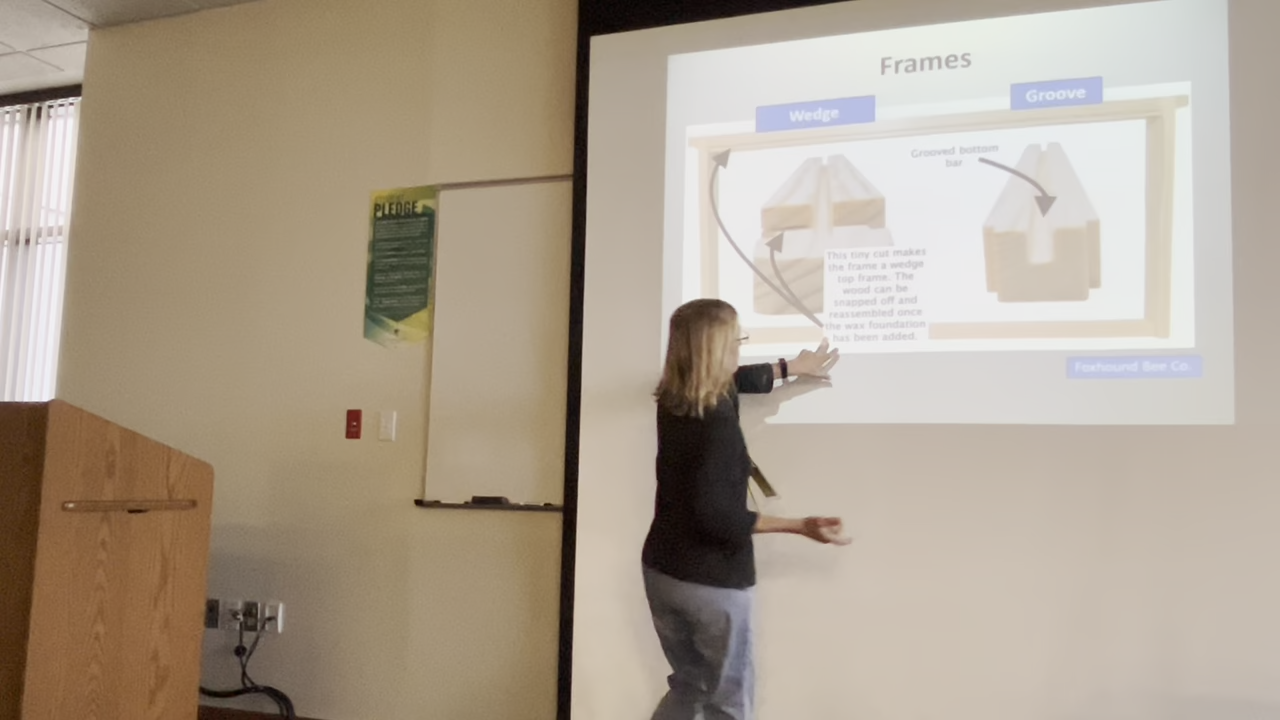 Frames
Wedge
Groove
Grooved bottom
bar
This tiny cut makes
the frame a wedge
top frame. The
wood can be
snapped off and
reassembled once
the wax foundation
has been added.
Foxhound Bee Co.
PLEDGE